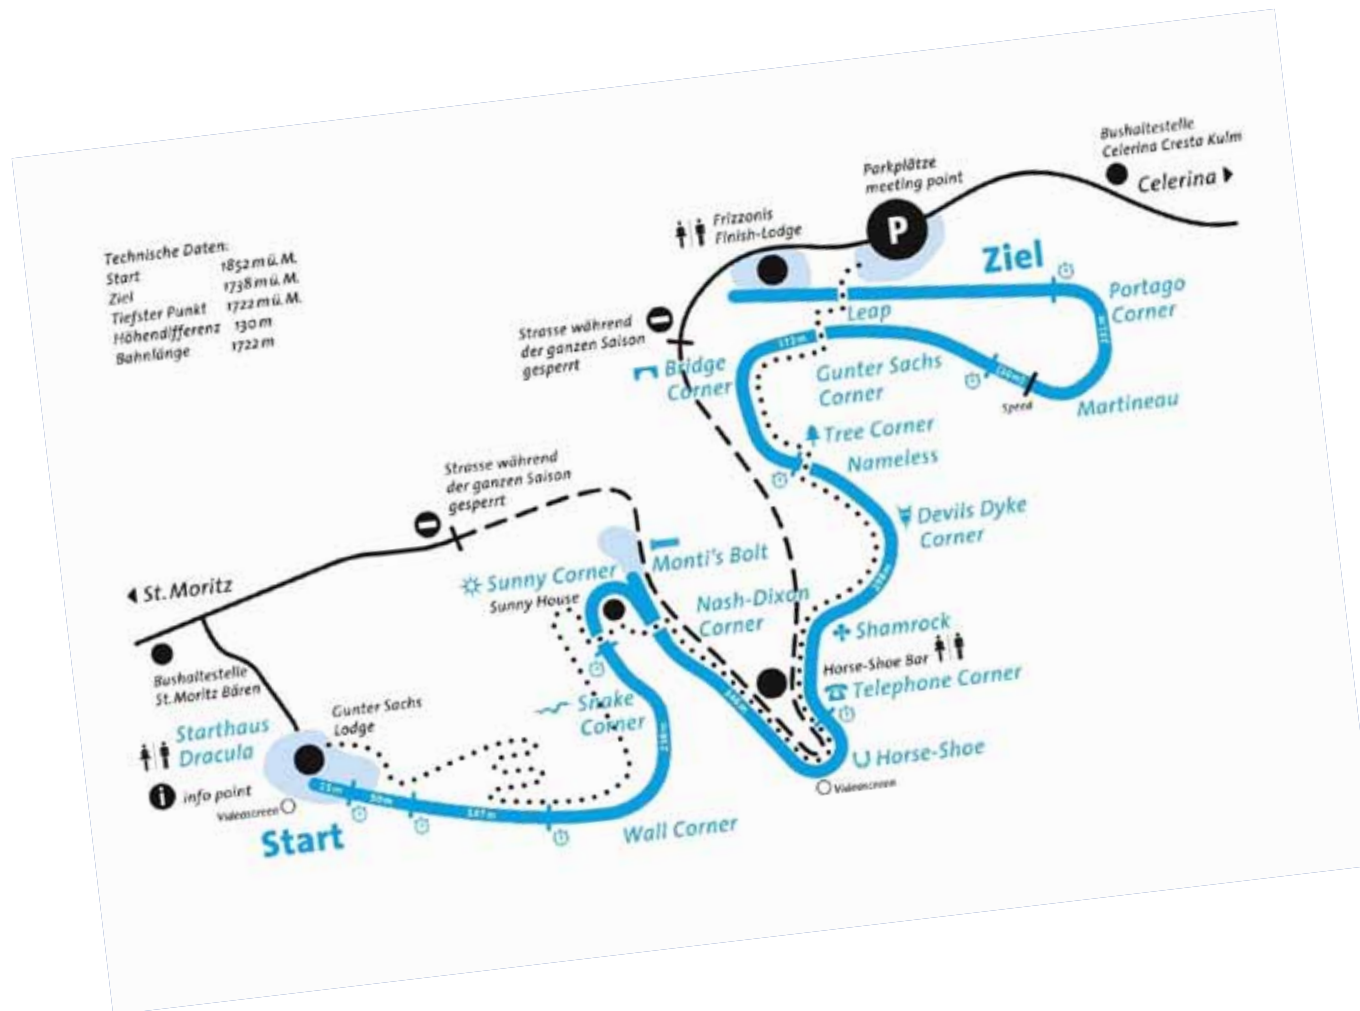 Bushaltestelle
Celerina Cresta Kulm
Celerina
Parkplätze
meeting point
P
Frizzonis
Finish-Lodge
Ziel
Technische Daten:
Start 1852 m ü. M.
Ziel 1738 m ü. M.
Tiefster Punkt 1722 m ü. M.
Höhendifferenz 130 m
Bahnlänge 1722 m
Portago
Corner
Leap
Strasse während
der ganzen Saison
gesperrt
Bridge
Corner
Gunter Sachs
Corner
Speed
Martineau
Tree Corner
Nameless
Strasse während
der ganzen Saison
gesperrt
Devils Dyke
Corner
St. Moritz
Sunny Corner
Sunny House
Monti's Bolt
Nash-Dixon
Corner
Shamrock
Horse-Shoe Bar
Telephone Corner
Bushaltestelle
St. Moritz Bären
Snake
Corner
Gunter Sachs
Lodge
Starthaus
Dracula
Horse-Shoe
Videoscreen
i info point
Videoscreen
Start
Wall Corner